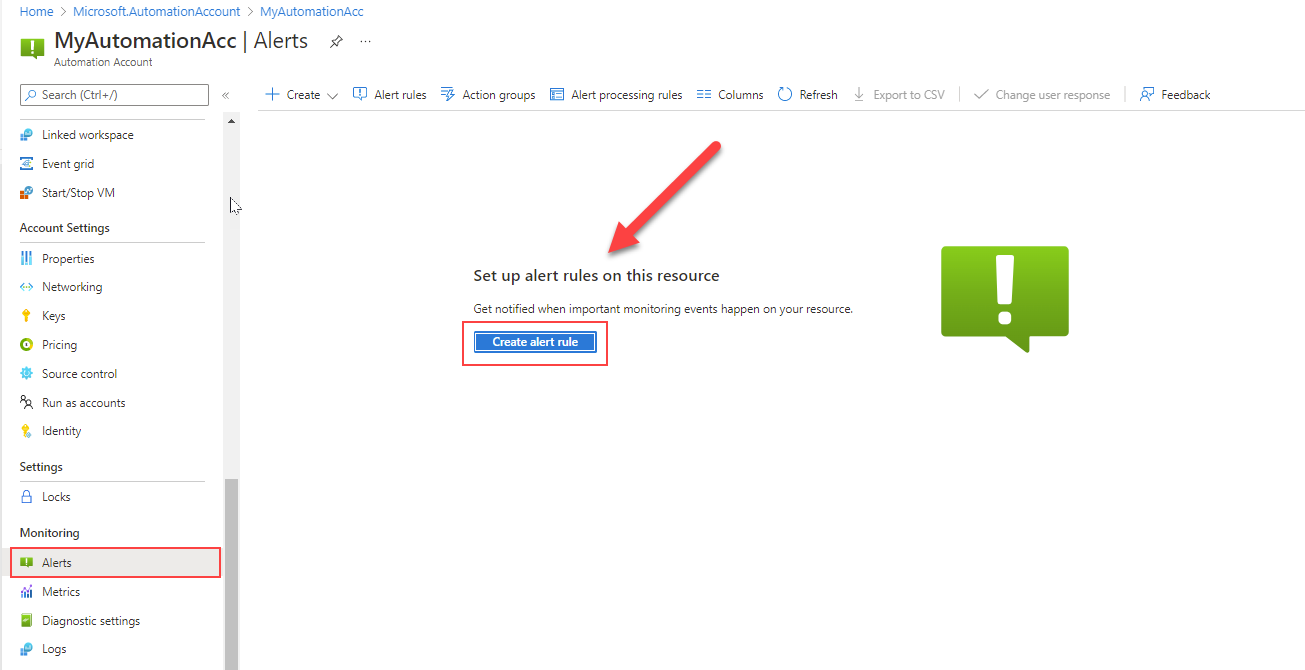 Home > Microsoft.AutomationAccount > MyAutomationAcc
MyAutomationAcc | Alerts
Automation Account
Search (Ctrl+/)
Create
Alert rules
Action groups
Alert processing rules
Columns
Refresh
Export to CSV
Change user response
Feedback
Linked workspace
Event grid
Start/Stop VM
Account Settings
Properties
Networking
Keys
Pricing
Source control
Run as accounts
Identity
Settings
Locks
Monitoring
Alerts
Metrics
Diagnostic settings
Logs
Set up alert rules on this resource
Get notified when important monitoring events happen on your resource.
Create alert rule